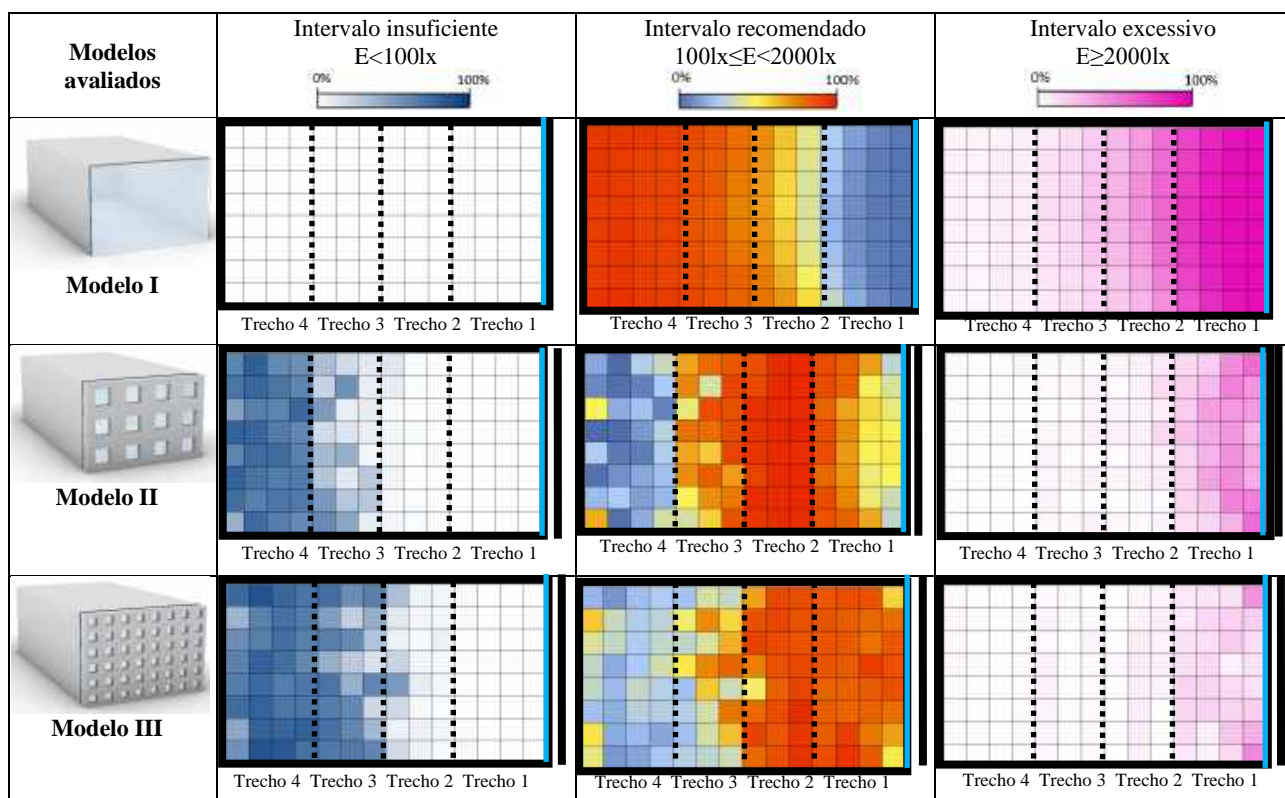 Modelos
avaliados
Intervalo insuficiente
E<100lx
0% 100%
Intervalo recomendado
100lx≤E<2000lx
0% 100%
Intervalo excessivo
E≥2000lx
0% 100%
Modelo I
Trecho 4 Trecho 3 Trecho 2 Trecho 1
Trecho 4 Trecho 3 Trecho 2 Trecho 1
Trecho 4 Trecho 3 Trecho 2 Trecho 1
Modelo II
Trecho 4 Trecho 3 Trecho 2 Trecho 1
Trecho 4 Trecho 3 Trecho 2 Trecho 1
Trecho 4 Trecho 3 Trecho 2 Trecho 1
Modelo III
Trecho 4 Trecho 3 Trecho 2 Trecho 1
Trecho 4 Trecho 3 Trecho 2 Trecho 1
Trecho 4 Trecho 3 Trecho 2 Trecho 1